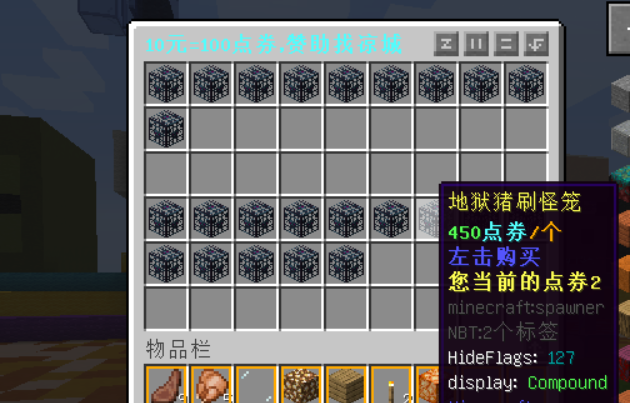 10元=100点券,赞助找凉城
地狱猪刷怪笼
450点券/个
左击购买
您当前的点券2
minecraft:spawner
NBT:2个标签
HideFlags: 127
display: Compound
物品栏